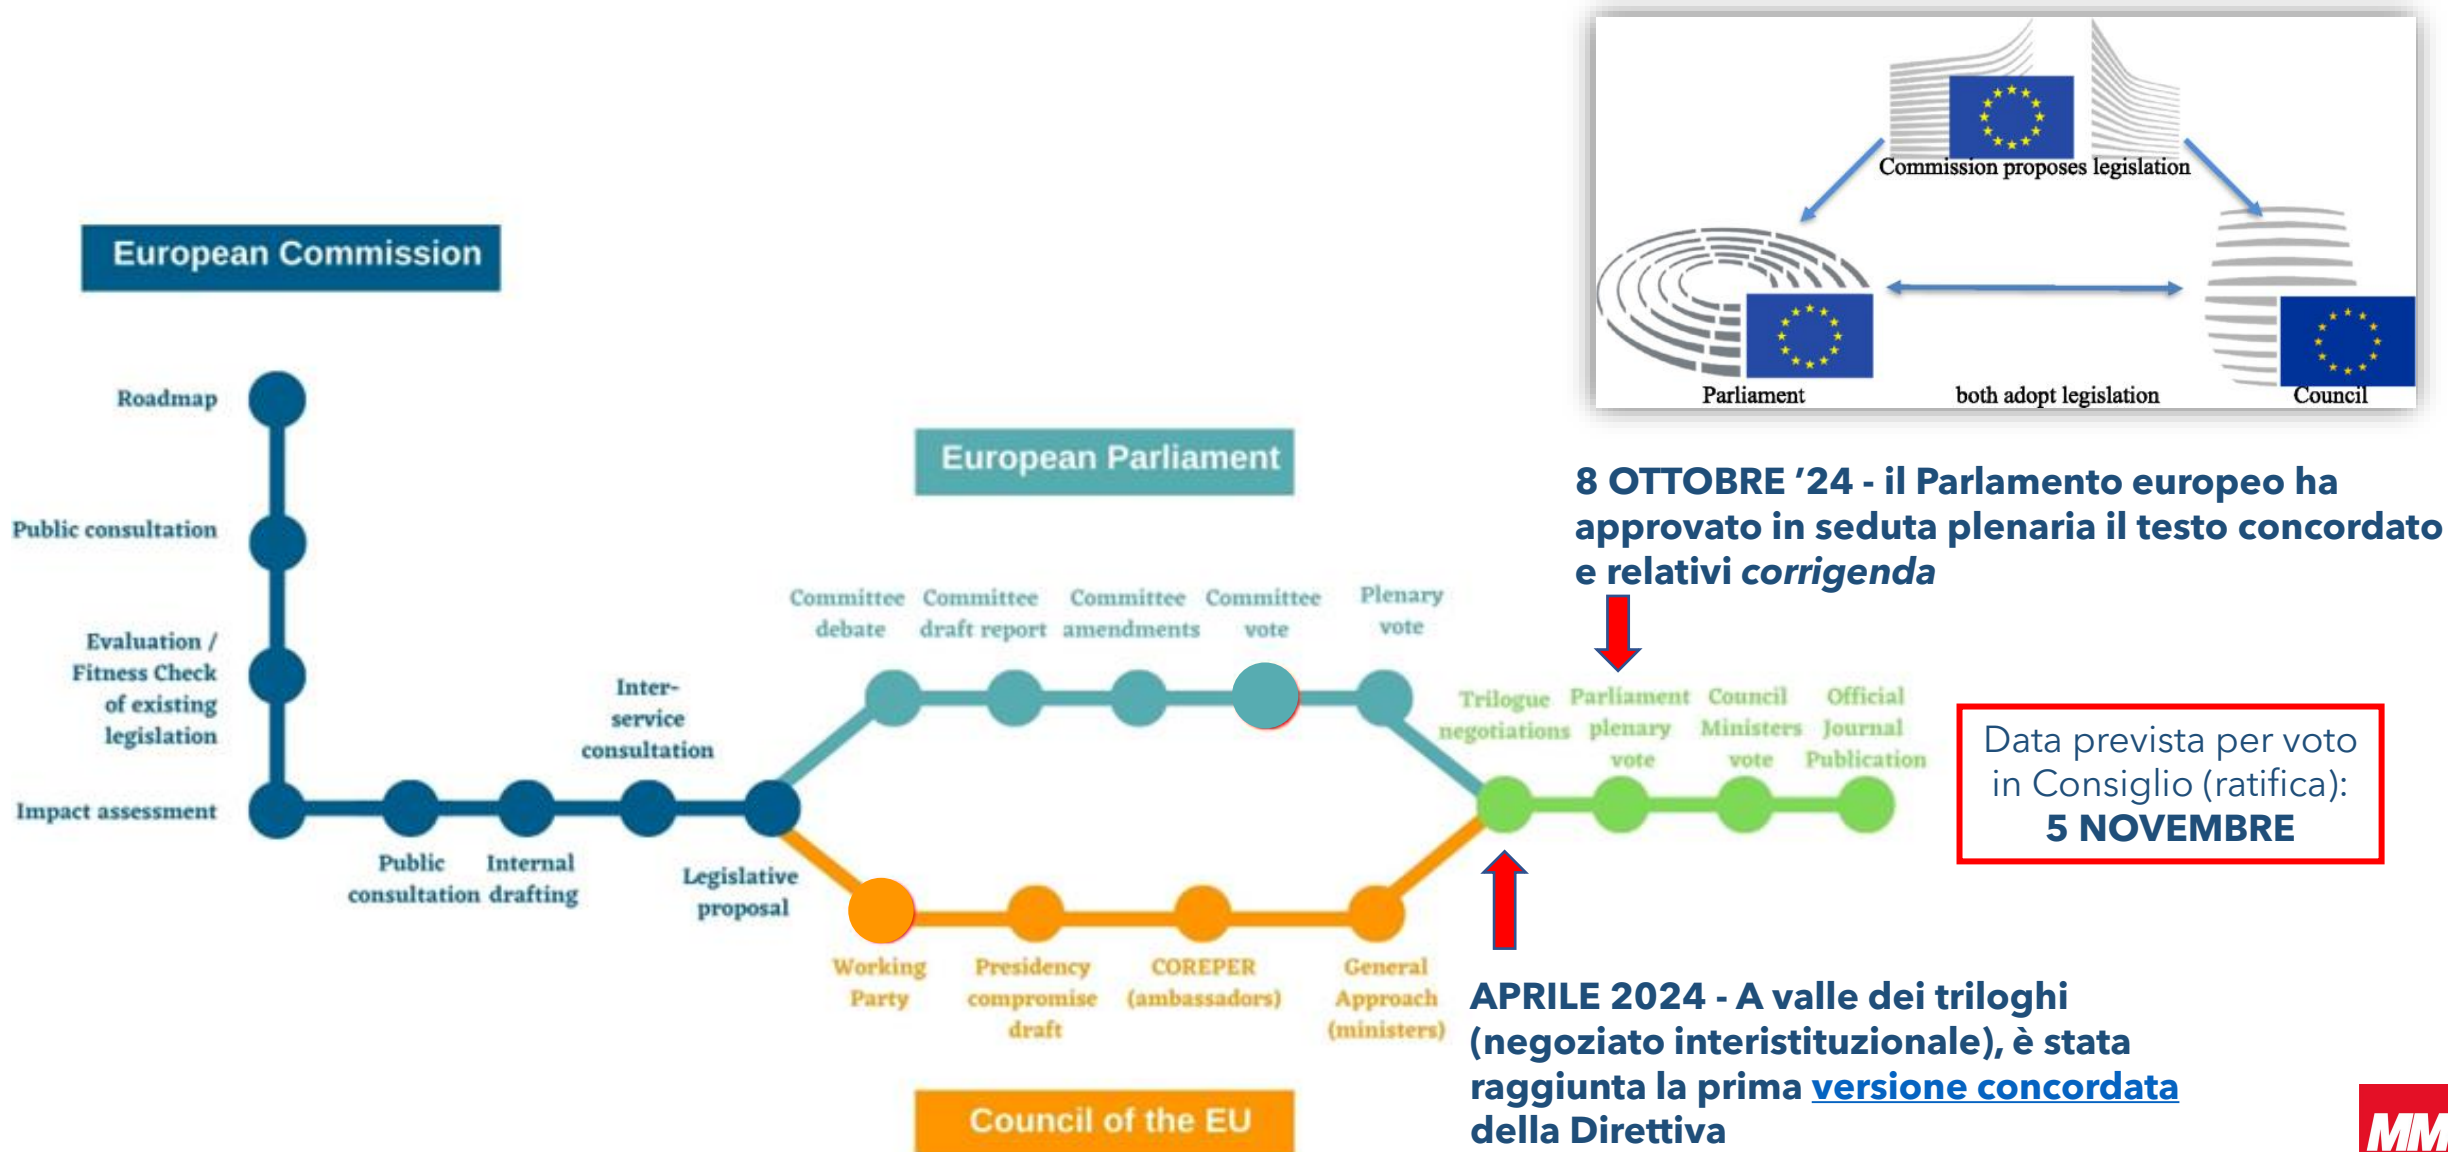 Commission proposes legislation
Parliament
both adopt legislation
Council
European Commission
Roadmap
Public consultation
Evaluation /
Fitness Check
of existing
legislation
Impact assessment
Public
consultation
Internal
drafting
Inter-
service
consultation
Legislative
proposal
European Parliament
Committee
debate
Committee
draft report
Committee
amendments
Committee
vote
Plenary
vote
Working
Party
Presidency
compromise
draft
COREPER
(ambassadors)
General
Approach
(ministers)
Council of the EU
8 OTTOBRE ’24 - il Parlamento europeo ha
approvato in seduta plenaria il testo concordato
e relativi corrigenda
Trilogue
negotiations
Parliament
plenary
vote
Council
Ministers
vote
Official
Journal
Publication
Data prevista per voto
in Consiglio (ratifica):
5 NOVEMBRE
APRILE 2024 - A valle dei triloghi
(negoziato interistituzionale), è stata
raggiunta la prima versione concordata
della Direttiva
MM